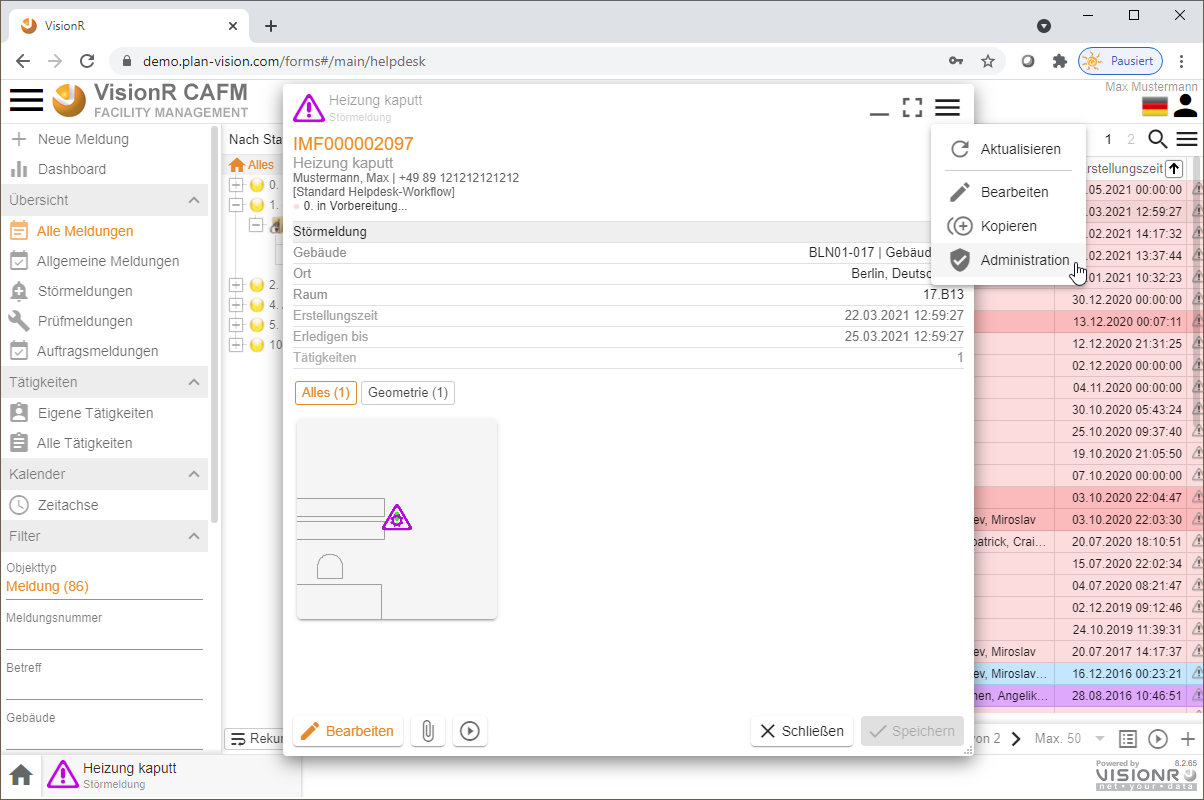 VisionR
demo.plan-vision.com/forms#/main/helpdesk
Pausiert
VisionR CAFM
FACILITY MANAGEMENT
Max Mustermann
Neue Meldung
Dashboard
Übersicht
Alle Meldungen
Allgemeine Meldungen
Störmeldungen
Prüfmeldungen
Auftragsmeldungen
Tätigkeiten
Eigene Tätigkeiten
Alle Tätigkeiten
Kalender
Zeitachse
Filter
Objekttyp
Meldung (86)
Meldungsnummer
Betreff
Gebäude
Nach Sta
Alles
0.
1.
2.
4.
5.
10
Rekur
Heizung kaputt
Störmeldung
IMF000002097
Heizung kaputt
Mustermann, Max | +49 89 121212121212
[Standard Helpdesk-Workflow]
0. in Vorbereitung...
Störmeldung
Gebäude BLN01-017 | Gebäud
Ort Berlin, Deutsc
Raum 17.B13
Erstellungszeit 22.03.2021 12:59:27
Erledigen bis 25.03.2021 12:59:27
Tätigkeiten 1
Alles (1) Geometrie (1)
Bearbeiten
Schließen
Speichern
Aktualisieren
Bearbeiten
Kopieren
Administration
1 2
rstellungszeit
.05.2021 00:00:00
.03.2021 12:59:27
.02.2021 14:17:32
.02.2021 13:37:44
.01.2021 10:32:23
30.12.2020 00:00:00
13.12.2020 00:07:11
12.12.2020 21:31:25
02.12.2020 00:00:00
04.11.2020 00:00:00
30.10.2020 05:43:24
25.10.2020 09:37:40
19.10.2020 21:05:50
07.10.2020 00:00:00
03.10.2020 22:04:47
ev, Miroslav 03.10.2020 22:03:30
patrick, Crai... 20.07.2020 18:10:51
15.07.2020 22:02:34
04.07.2020 08:21:47
02.12.2019 09:12:46
24.10.2019 11:39:31
ev, Miroslav 20.07.2017 14:17:37
ev, Miroslav... 16.12.2016 00:23:21
en, Angelik... 28.08.2016 10:46:51
on 2
Max. 50
Heizung kaputt
Störmeldung
Powered by 8.2.65
VISIONR
net•your•data